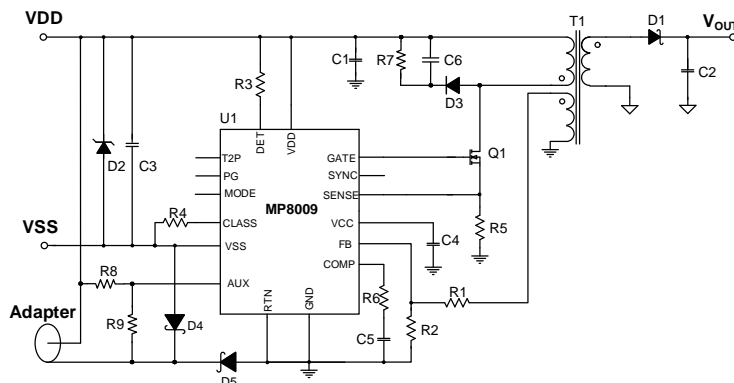 VDD
T1
D1
VOUT
C1
R7
C6
D3
C2
R3
U1
DET
VDD
Q1
D2
C3
T2P
PG
MODE
CLASS
VSS
AUX
MP8009
GATE
SYNC
SENSE
VCC
FB
COMP
RTN
GND
R4
VSS
R5
C4
R8
R1
Adapter
R9
D4
R6
R2
C5
D5